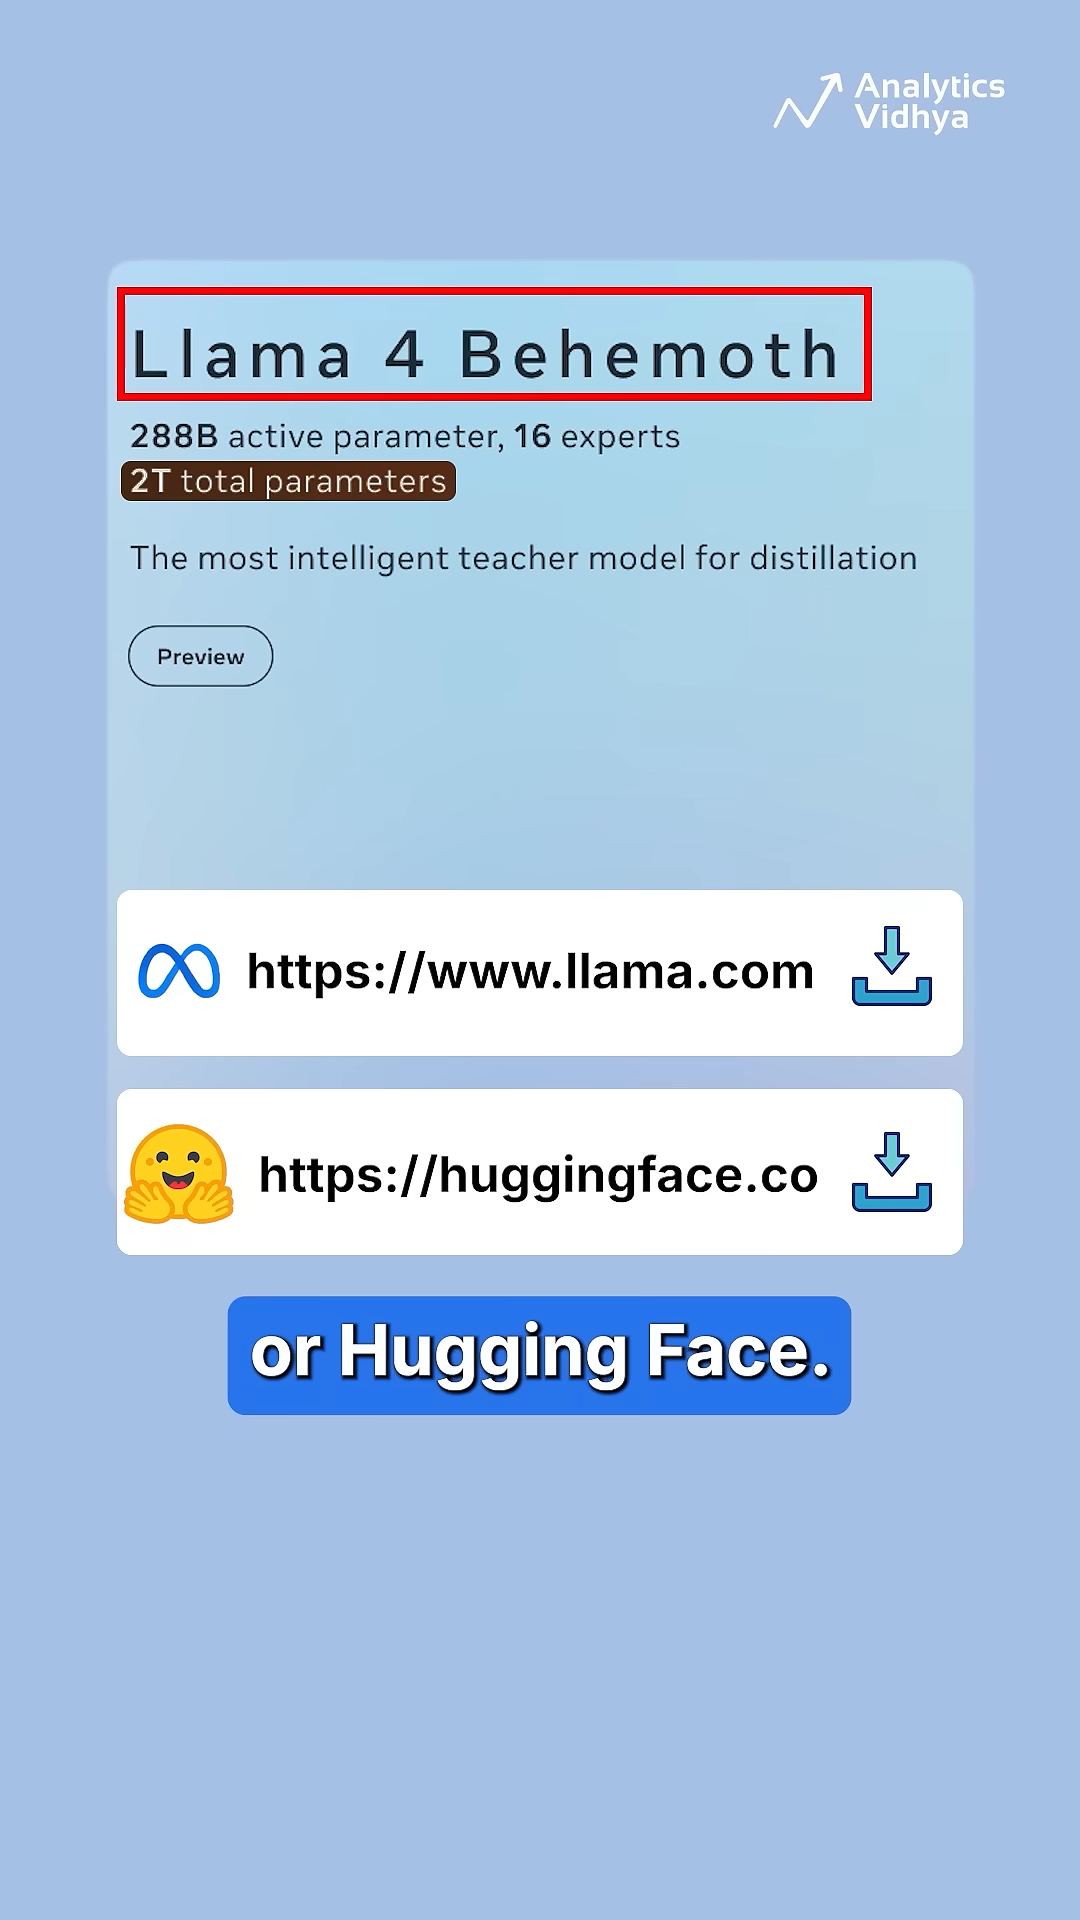 Analytics
Vidhya
Llama 4 Behemoth
288B active parameter, 16 experts
2T total parameters
The most intelligent teacher model for distillation
Preview
https://www.llama.com
https://huggingface.co
or Hugging Face.